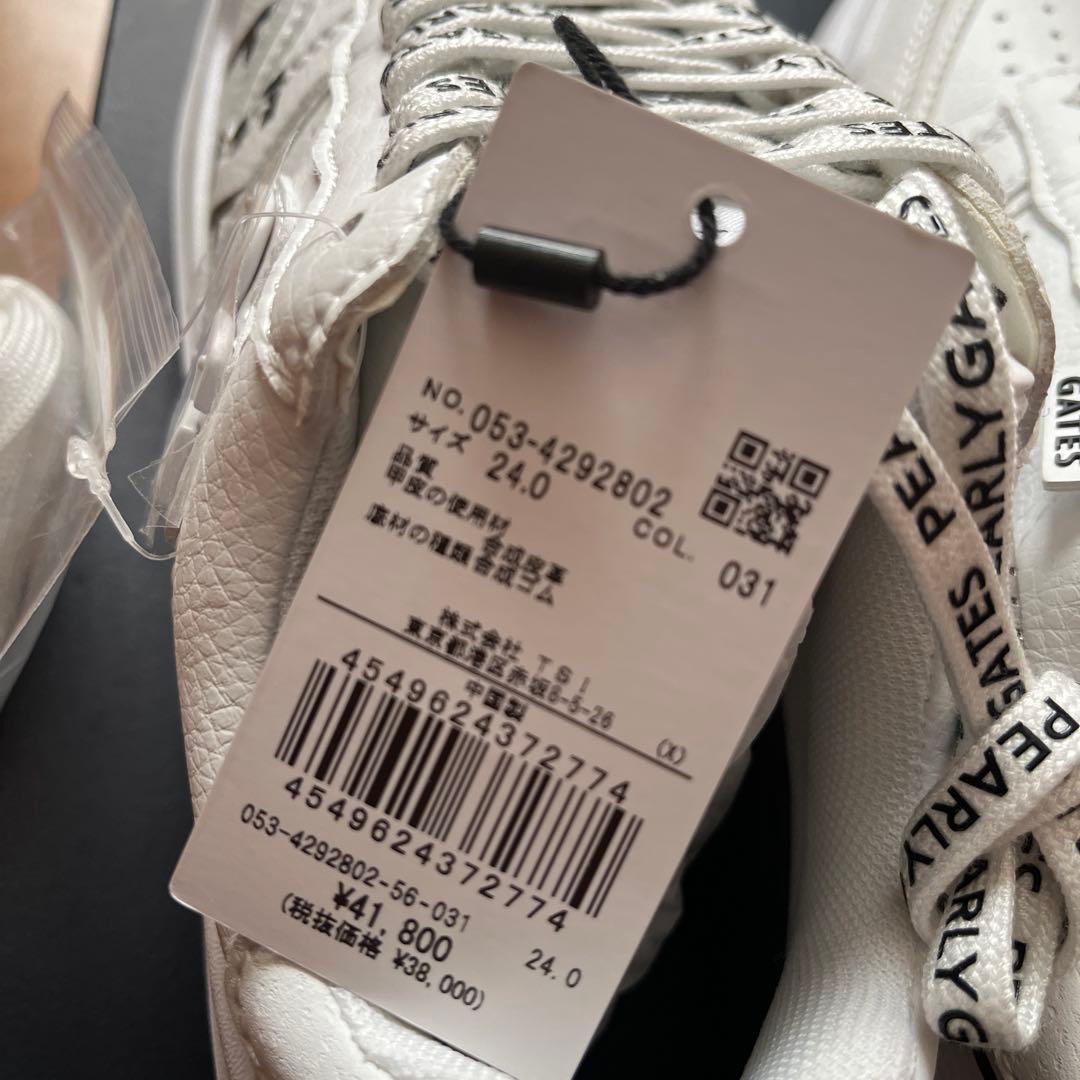 NO. 053-4292802
サイズ 24.0 COL. 031
品質
甲皮の使用材 合成皮革
底材の種類 合成ゴム
株式会社 TSI
東京都港区赤坂8-5-26
中国製 (X)
4549624372774
4549624372774
053-4292802-56-031
¥41,800 24.0
(税抜価格 ¥38,000)
GATES
PEARLY GATES
PEARLY
PEARLY G